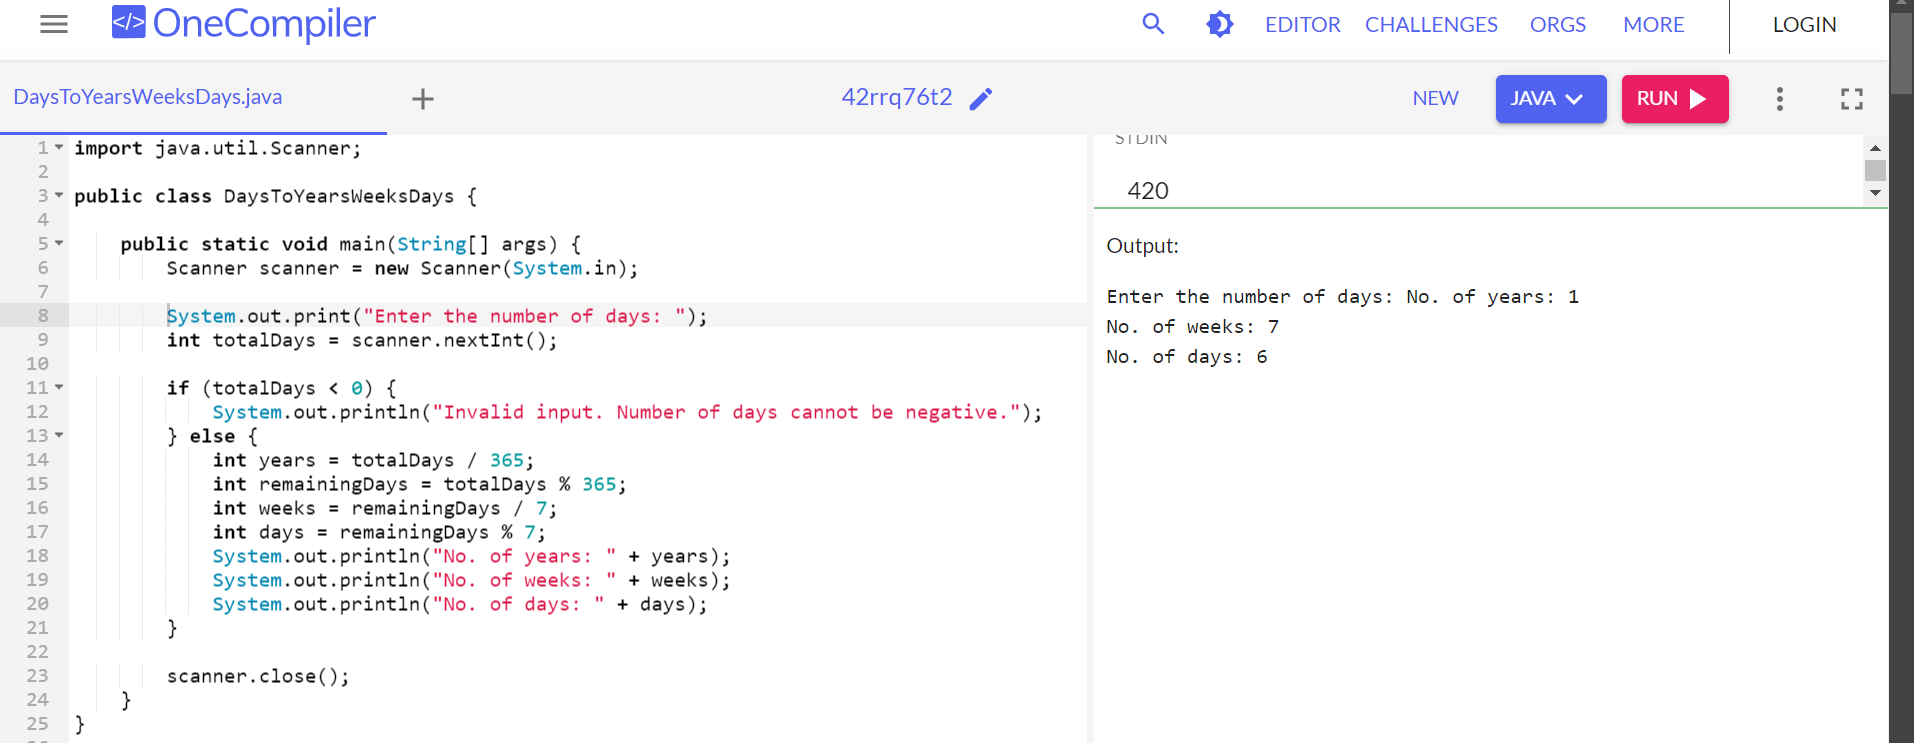 </> OneCompiler EDITOR CHALLENGES ORGS MORE LOGIN
DaysToYearsWeeksDays.java + 42rrq76t2 NEW JAVA RUN
1 import java.util.Scanner;
2
3 public class DaysToYearsWeeksDays {
4
5 public static void main(String[] args) {
6 Scanner scanner = new Scanner(System.in);
7
8 System.out.print("Enter the number of days: ");
9 int totalDays = scanner.nextInt();
10
11 if (totalDays < 0) {
12 System.out.println("Invalid input. Number of days cannot be negative.");
13 } else {
14 int years = totalDays / 365;
15 int remainingDays = totalDays % 365;
16 int weeks = remainingDays / 7;
17 int days = remainingDays % 7;
18 System.out.println("No. of years: " + years);
19 System.out.println("No. of weeks: " + weeks);
20 System.out.println("No. of days: " + days);
21 }
22
23 scanner.close();
24 }
25 }
STDIN
420
Output:
Enter the number of days: No. of years: 1
No. of weeks: 7
No. of days: 6